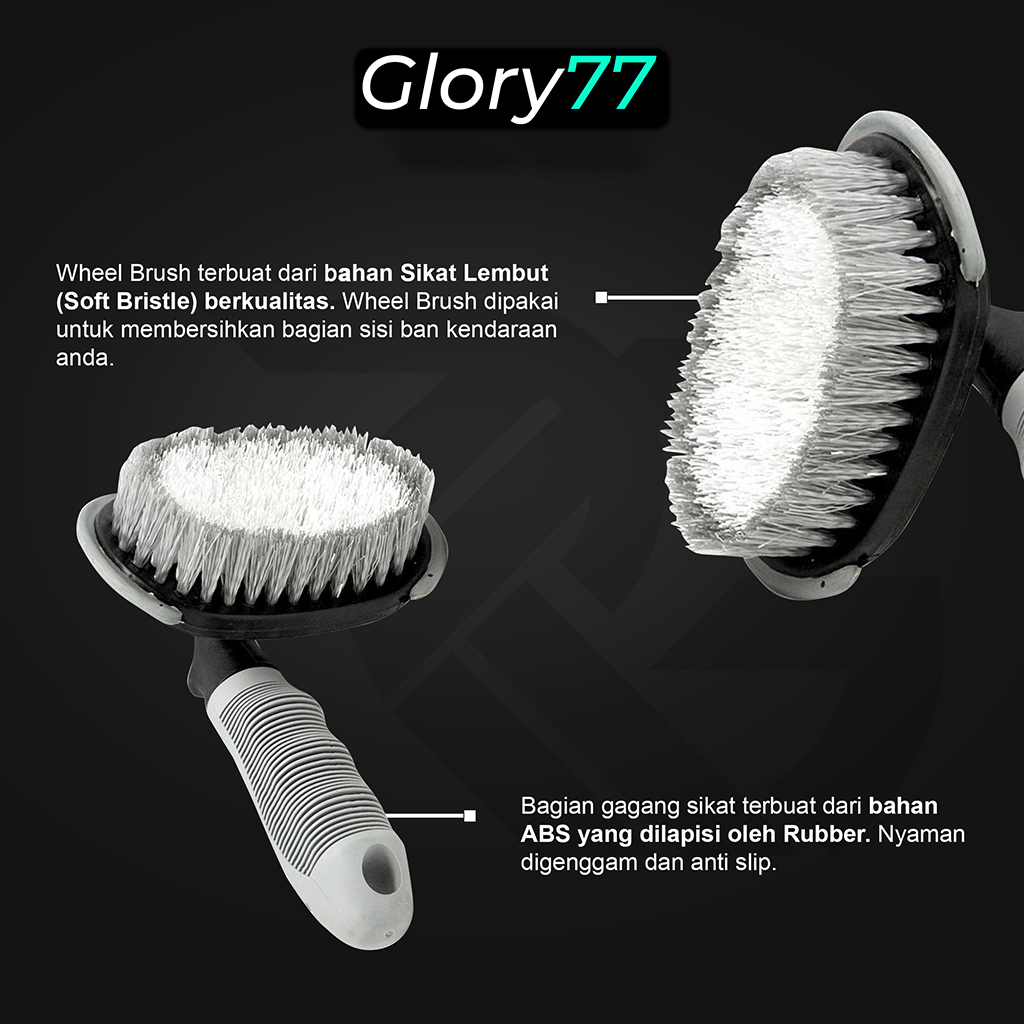 Glory77
Wheel Brush terbuat dari bahan Sikat Lembut
(Soft Bristle) berkualitas. Wheel Brush dipakai
untuk membersihkan bagian sisi ban kendaraan
anda.
Bagian gagang sikat terbuat dari bahan
ABS yang dilapisi oleh Rubber. Nyaman
digenggam dan anti slip.